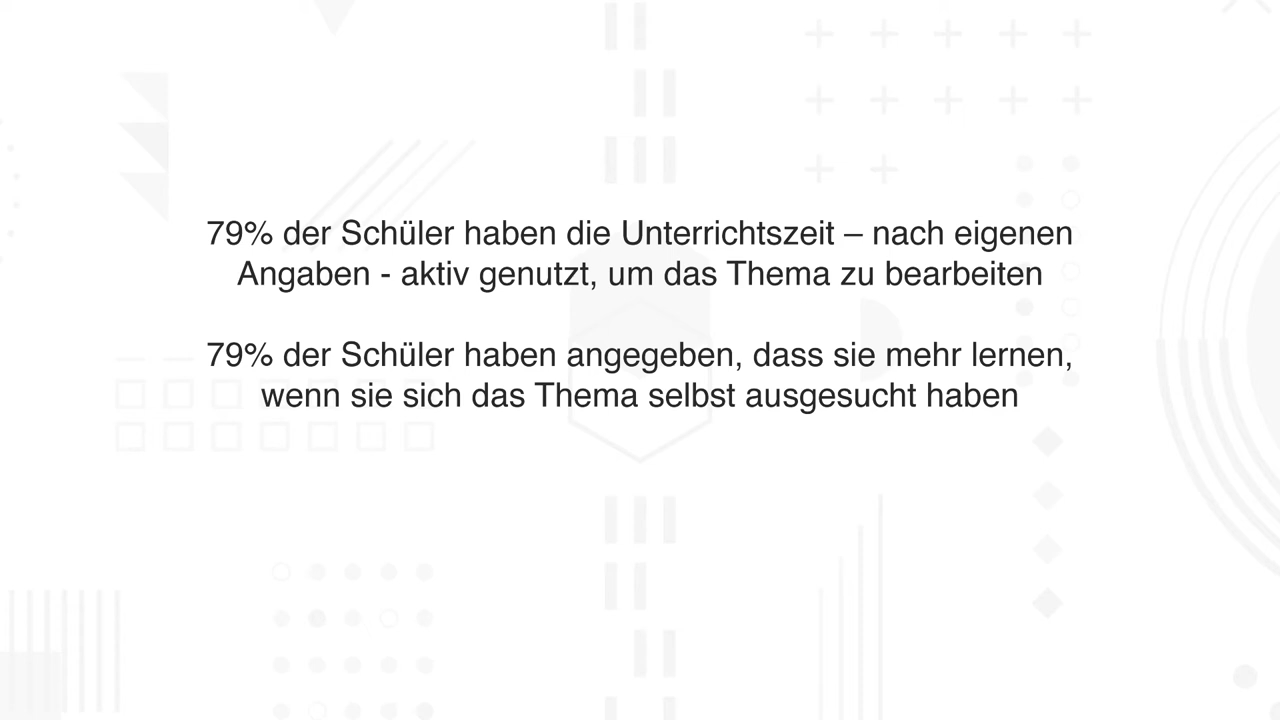 79% der Schüler haben die Unterrichtszeit – nach eigenen
Angaben - aktiv genutzt, um das Thema zu bearbeiten
79% der Schüler haben angegeben, dass sie mehr lernen,
wenn sie sich das Thema selbst ausgesucht haben